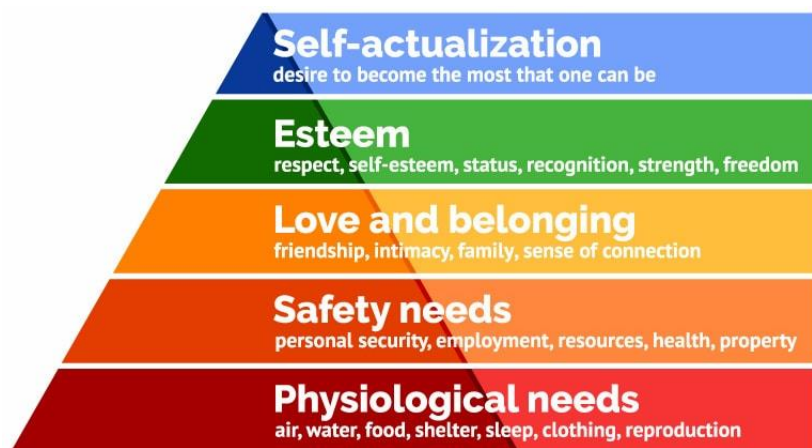 Self-actualization
desire to become the most that one can be
Esteem
respect, self-esteem, status, recognition, strength, freedom
Love and belonging
friendship, intimacy, family, sense of connection
Safety needs
personal security, employment, resources, health, property
Physiological needs
air, water, food, shelter, sleep, clothing, reproduction